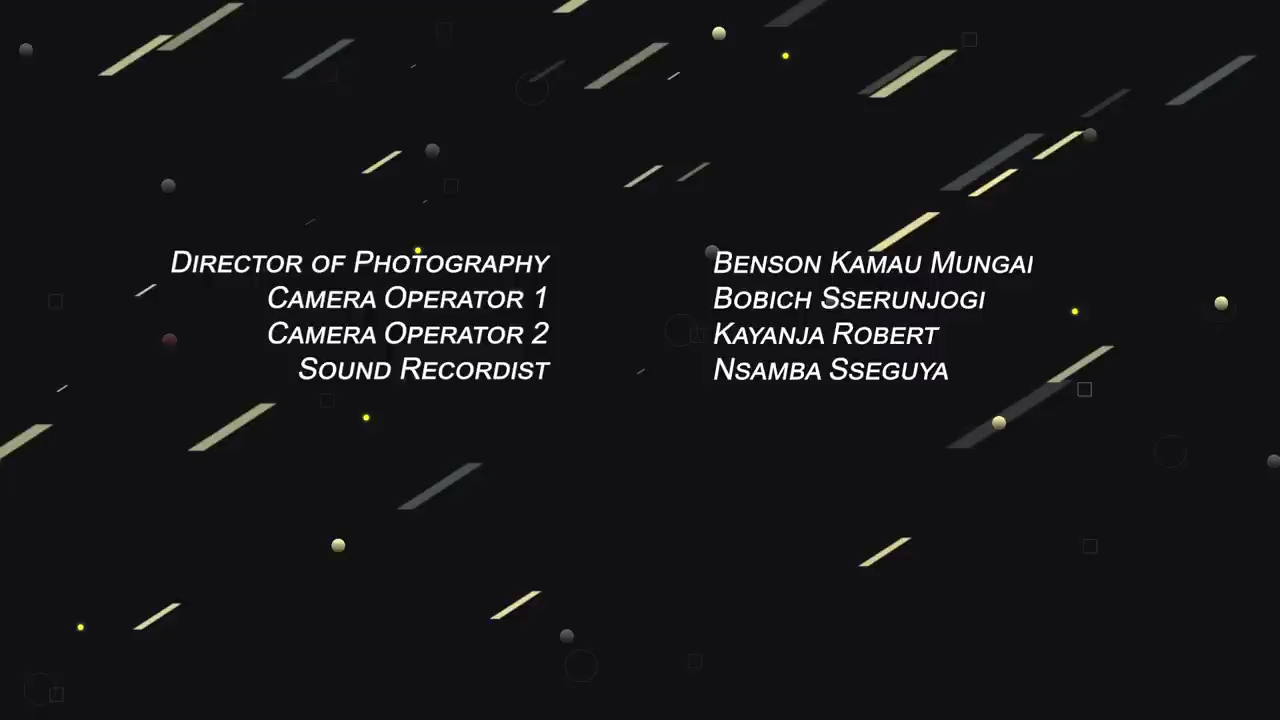 Director of Photography Benson Kamau Mungai
Camera Operator 1 Bobich Sserunjogi
Camera Operator 2 Kayanja Robert
Sound Recordist Nsamba Sseguya